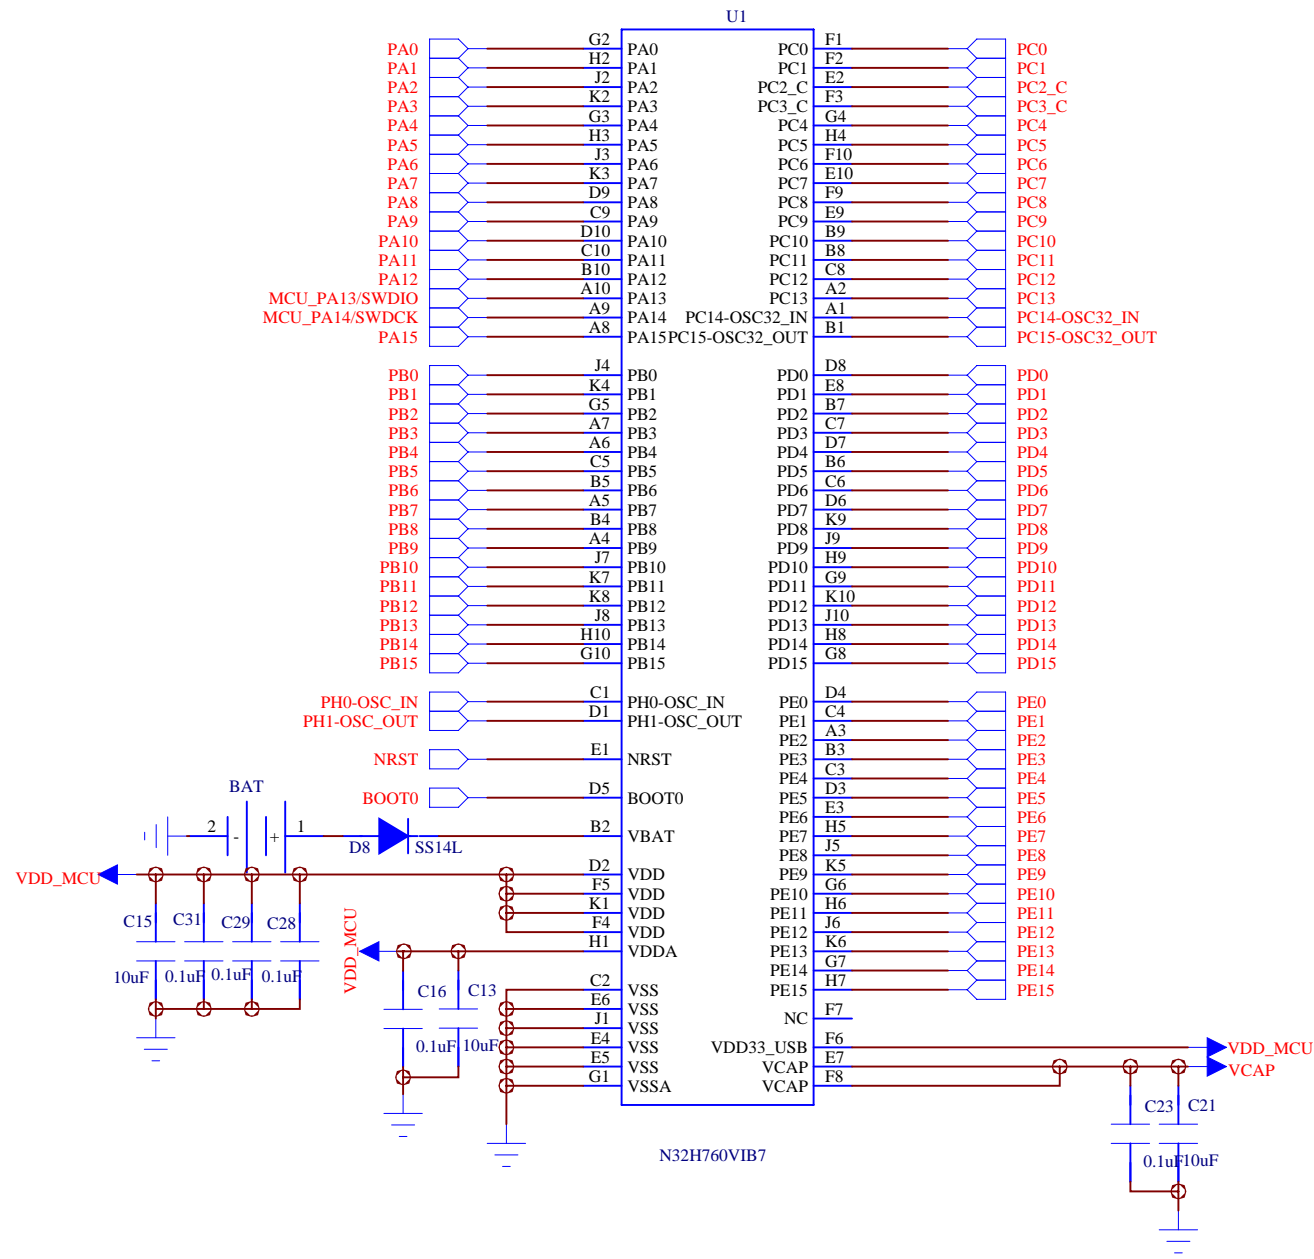 U1
PA0 G2 PA0 PC0 F1 PC0
PA1 H2 PA1 PC1 F2 PC1
PA2 J2 PA2 PC2_C E2 PC2_C
PA3 K2 PA3 PC3_C F3 PC3_C
PA4 G3 PA4 PC4 G4 PC4
PA5 H3 PA5 PC5 H4 PC5
PA6 J3 PA6 PC6 F10 PC6
PA7 K3 PA7 PC7 E10 PC7
PA8 D9 PA8 PC8 F9 PC8
PA9 C9 PA9 PC9 E9 PC9
PA10 D10 PA10 PC10 B9 PC10
PA11 C10 PA11 PC11 B8 PC11
PA12 B10 PA12 PC12 C8 PC12
MCU_PA13/SWDIO A10 PA13 PC13 A2 PC13
MCU_PA14/SWDCK A9 PA14 PC14-OSC32_IN A1 PC14-OSC32_IN
PA15 A8 PA15 PC15-OSC32_OUT B1 PC15-OSC32_OUT
PB0 J4 PB0 PD0 D8 PD0
PB1 K4 PB1 PD1 E8 PD1
PB2 G5 PB2 PD2 B7 PD2
PB3 A7 PB3 PD3 C7 PD3
PB4 A6 PB4 PD4 D7 PD4
PB5 C5 PB5 PD5 B6 PD5
PB6 B5 PB6 PD6 C6 PD6
PB7 A5 PB7 PD7 D6 PD7
PB8 B4 PB8 PD8 K9 PD8
PB9 A4 PB9 PD9 J9 PD9
PB10 J7 PB10 PD10 H9 PD10
PB11 K7 PB11 PD11 G9 PD11
PB12 K8 PB12 PD12 K10 PD12
PB13 J8 PB13 PD13 J10 PD13
PB14 H10 PB14 PD14 H8 PD14
PB15 G10 PB15 PD15 G8 PD15
PH0-OSC_IN C1 PH0-OSC_IN PE0 D4 PE0
PH1-OSC_OUT D1 PH1-OSC_OUT PE1 C4 PE1
PE2 A3 PE2
NRST E1 NRST PE3 B3 PE3
PE4 C3 PE4
BOOT0 D5 BOOT0 PE5 D3 PE5
BAT
PE6 E3 PE6
2 - + 1 D8 SS14L B2 VBAT PE7 H5 PE7
PE8 J5 PE8
VDD_MCU D2 VDD PE9 K5 PE9
F5 VDD PE10 G6 PE10
C15 C31 C29 C28 K1 VDD PE11 H6 PE11
F4 VDD PE12 J6 PE12
VDD_MCU H1 VDDA PE13 K6 PE13
10uF 0.1uF 0.1uF 0.1uF PE14 G7 PE14
C16 C13 C2 VSS PE15 H7 PE15
E6 VSS
J1 VSS NC F7
0.1uF 10uF E4 VSS VDD33_USB F6 VDD_MCU
E5 VSS VCAP E7 VCAP
G1 VSSA VCAP F8
C23 C21
N32H760VIB7
0.1uF 10uF